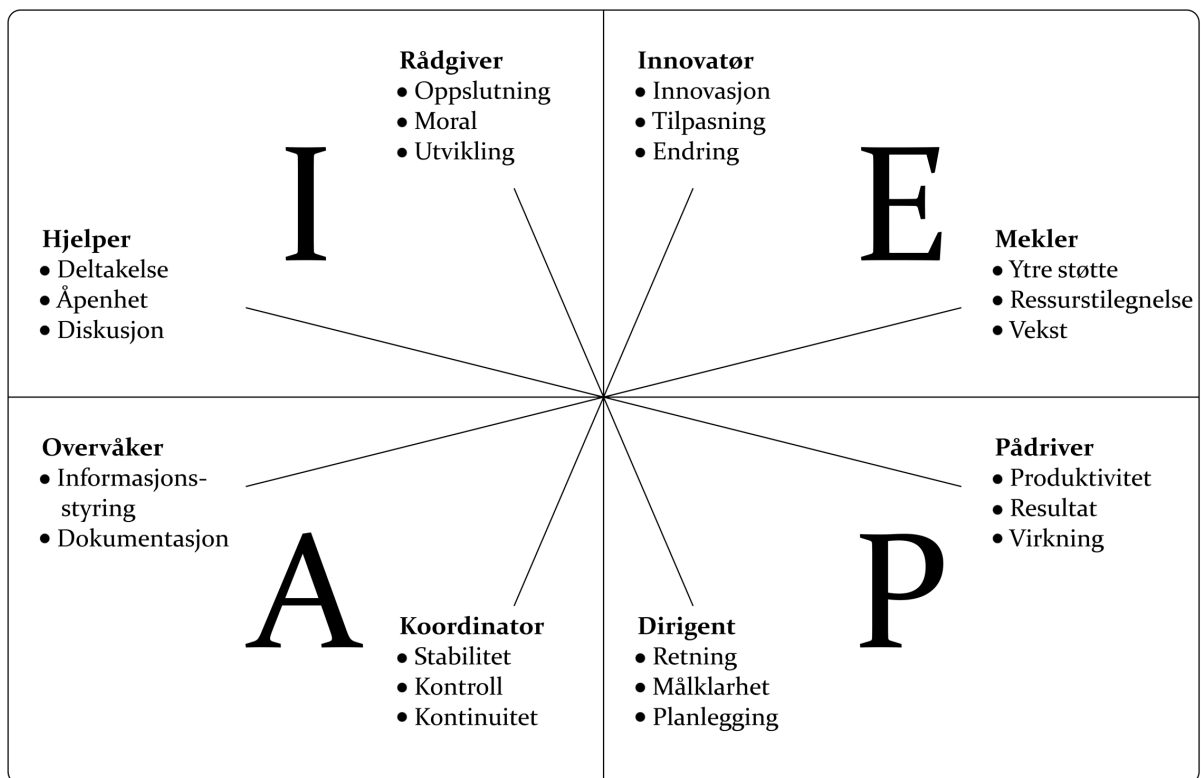 Rådgiver
• Oppslutning
• Moral
• Utvikling
I
Hjelper
• Deltakelse
• Åpenhet
• Diskusjon
Innovatør
• Innovasjon
• Tilpasning
• Endring
E
Mekler
• Ytre støtte
• Ressurstilegnelse
• Vekst
Overvåker
• Informasjons-
styring
• Dokumentasjon
A
Koordinator
• Stabilitet
• Kontroll
• Kontinuitet
Pådriver
• Produktivitet
• Resultat
• Virkning
P
Dirigent
• Retning
• Målklarhet
• Planlegging